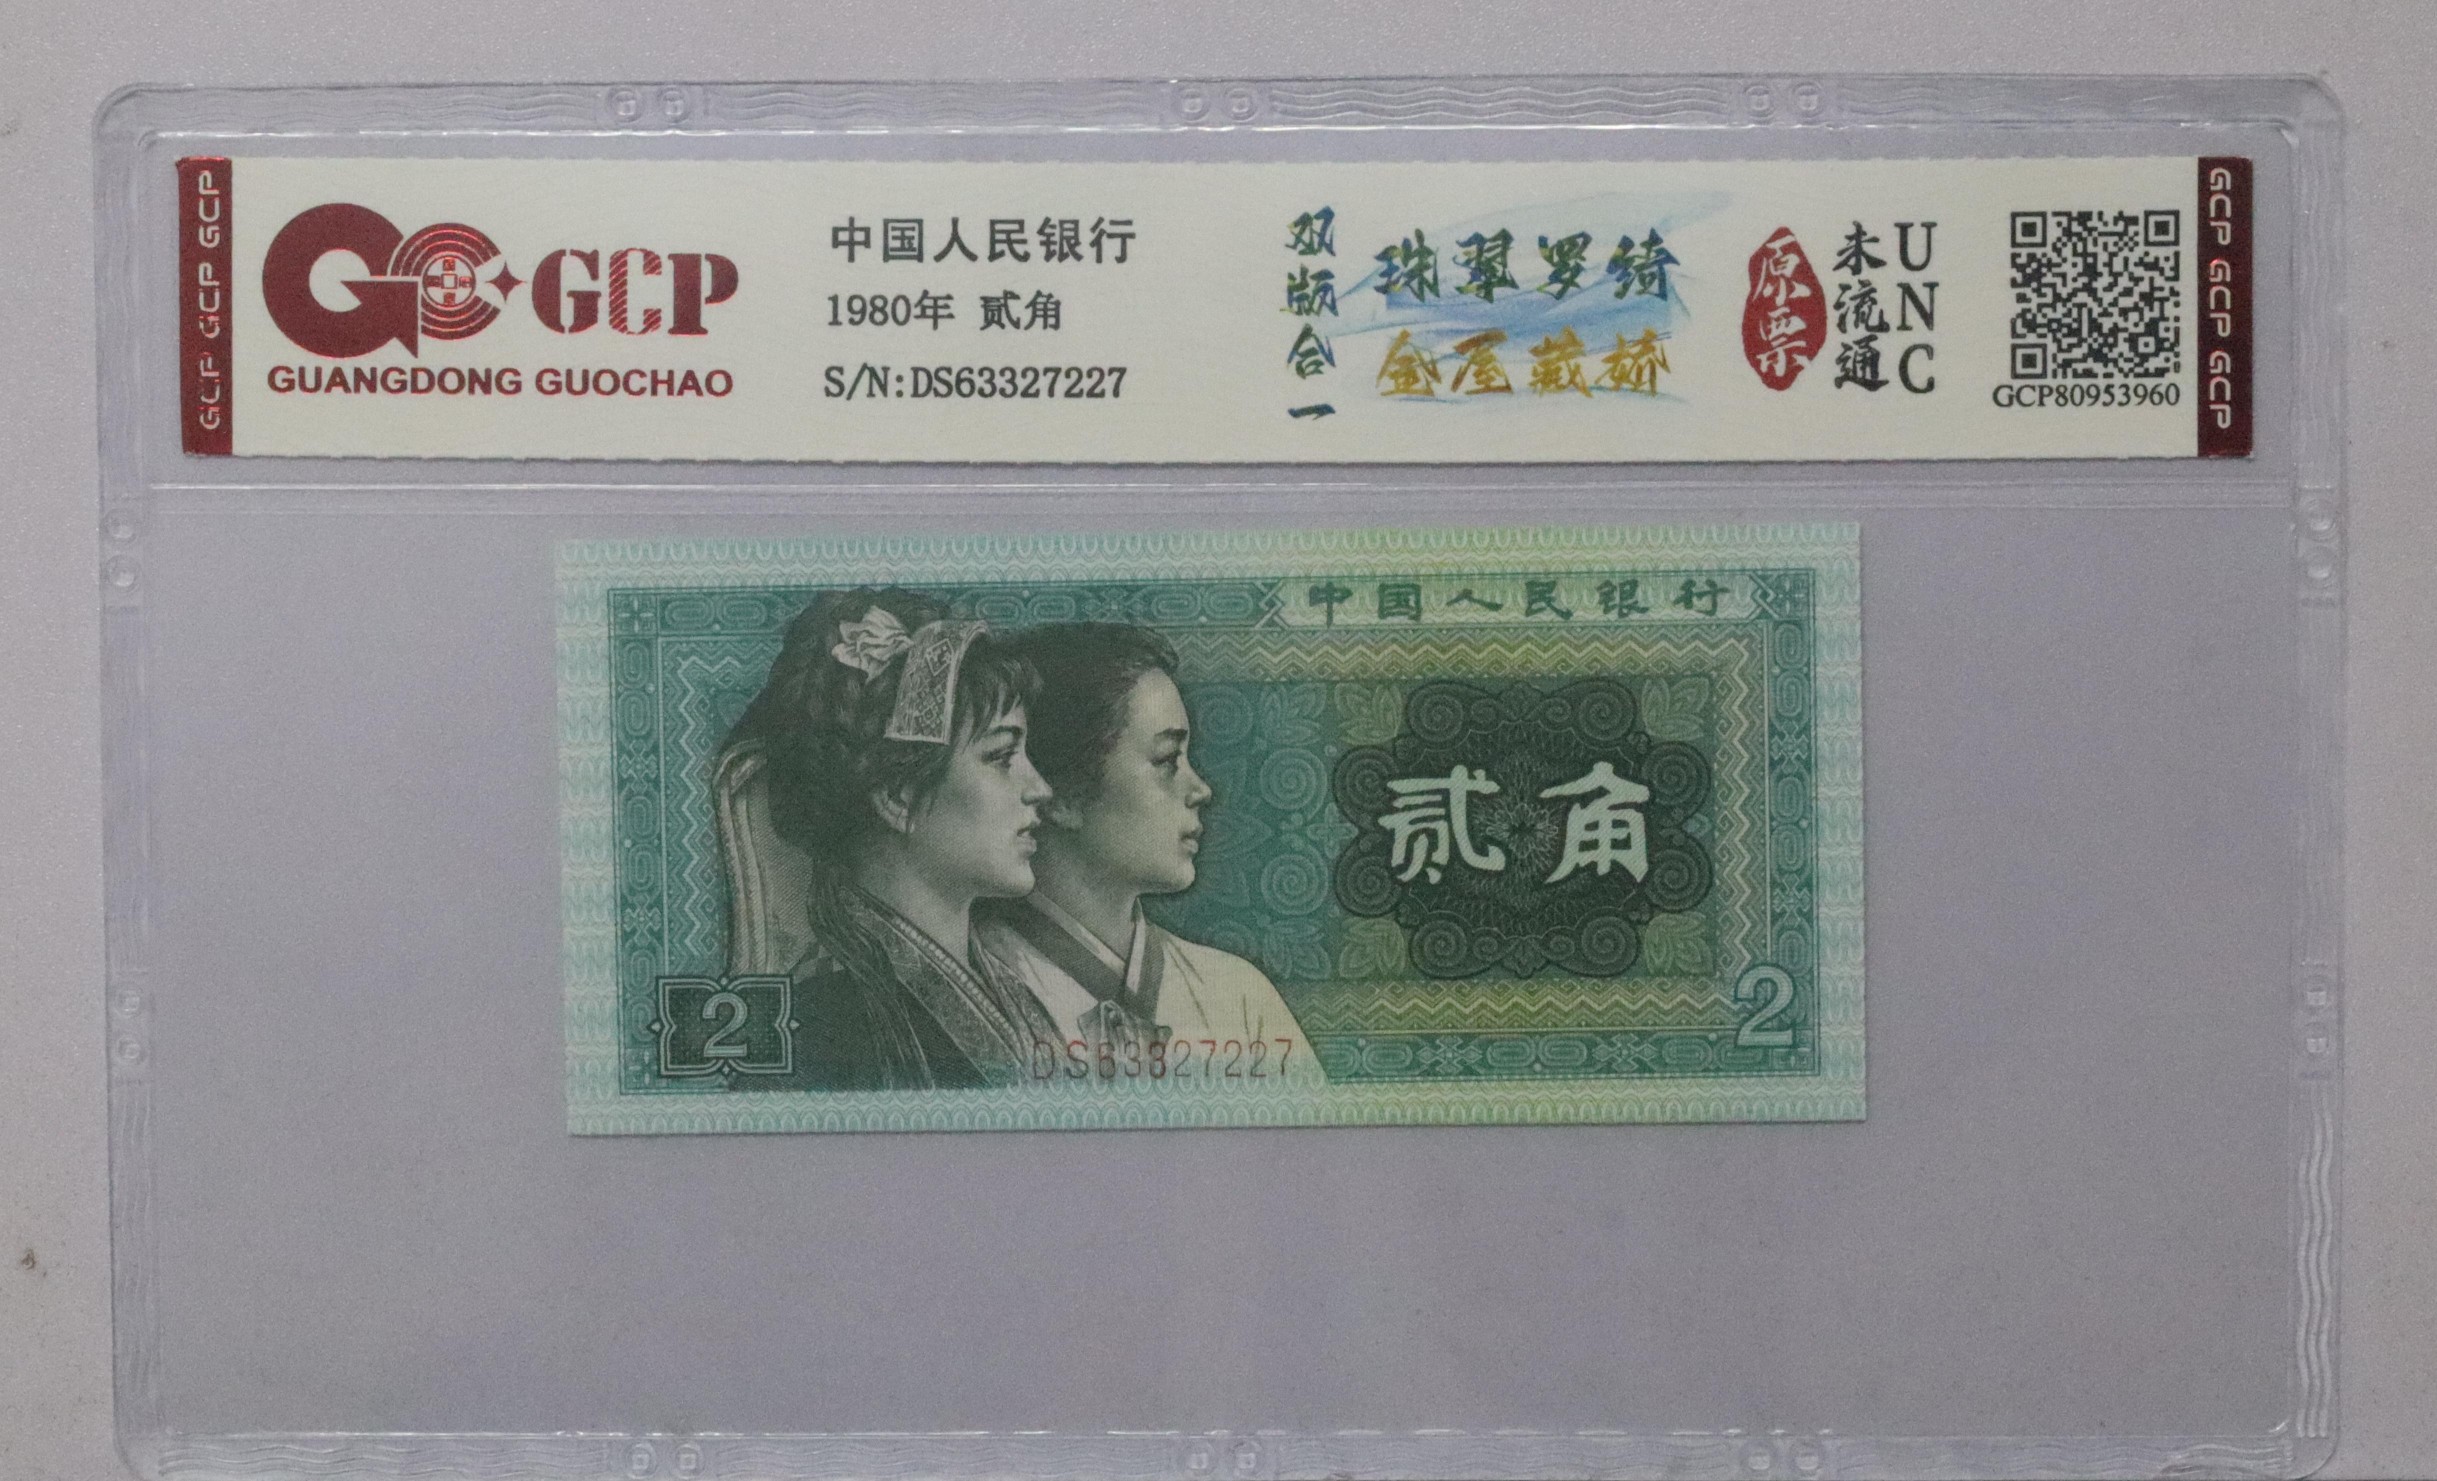 GCP GCP GCP
GCP
GUANGDONG GUOCHAO
中国人民银行
1980年 贰角
S/N:DS63327227
双版合一
珠翠罗绮
金屋藏娇
原票
未流通
UNC
GCP80953960
GCP GCP GCP
中国人民银行
贰角
2
2
DS63327227